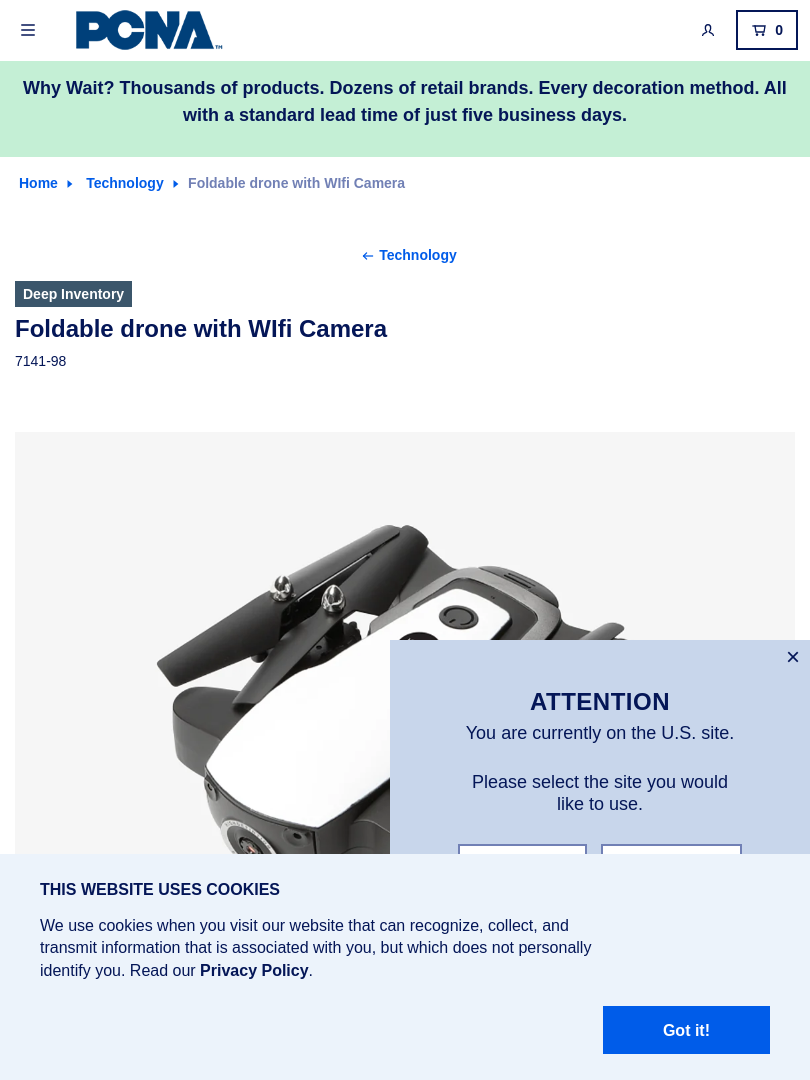 PCNA™
0
Why Wait? Thousands of products. Dozens of retail brands. Every decoration method. All
with a standard lead time of just five business days.
Home Technology Foldable drone with WIfi Camera
Technology
Deep Inventory
Foldable drone with WIfi Camera
7141-98
ATTENTION
You are currently on the U.S. site.
Please select the site you would
like to use.
THIS WEBSITE USES COOKIES
We use cookies when you visit our website that can recognize, collect, and
transmit information that is associated with you, but which does not personally
identify you. Read our Privacy Policy.
Got it!